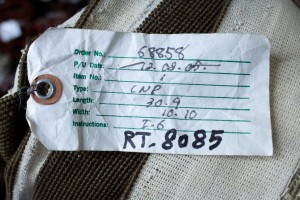 Order No. 68858
P/U Date: 12.08.05.
Item No.: 1
Type: CNP
Length: 30.9
Width: 10.10
Instructions: I-6
RT-8085